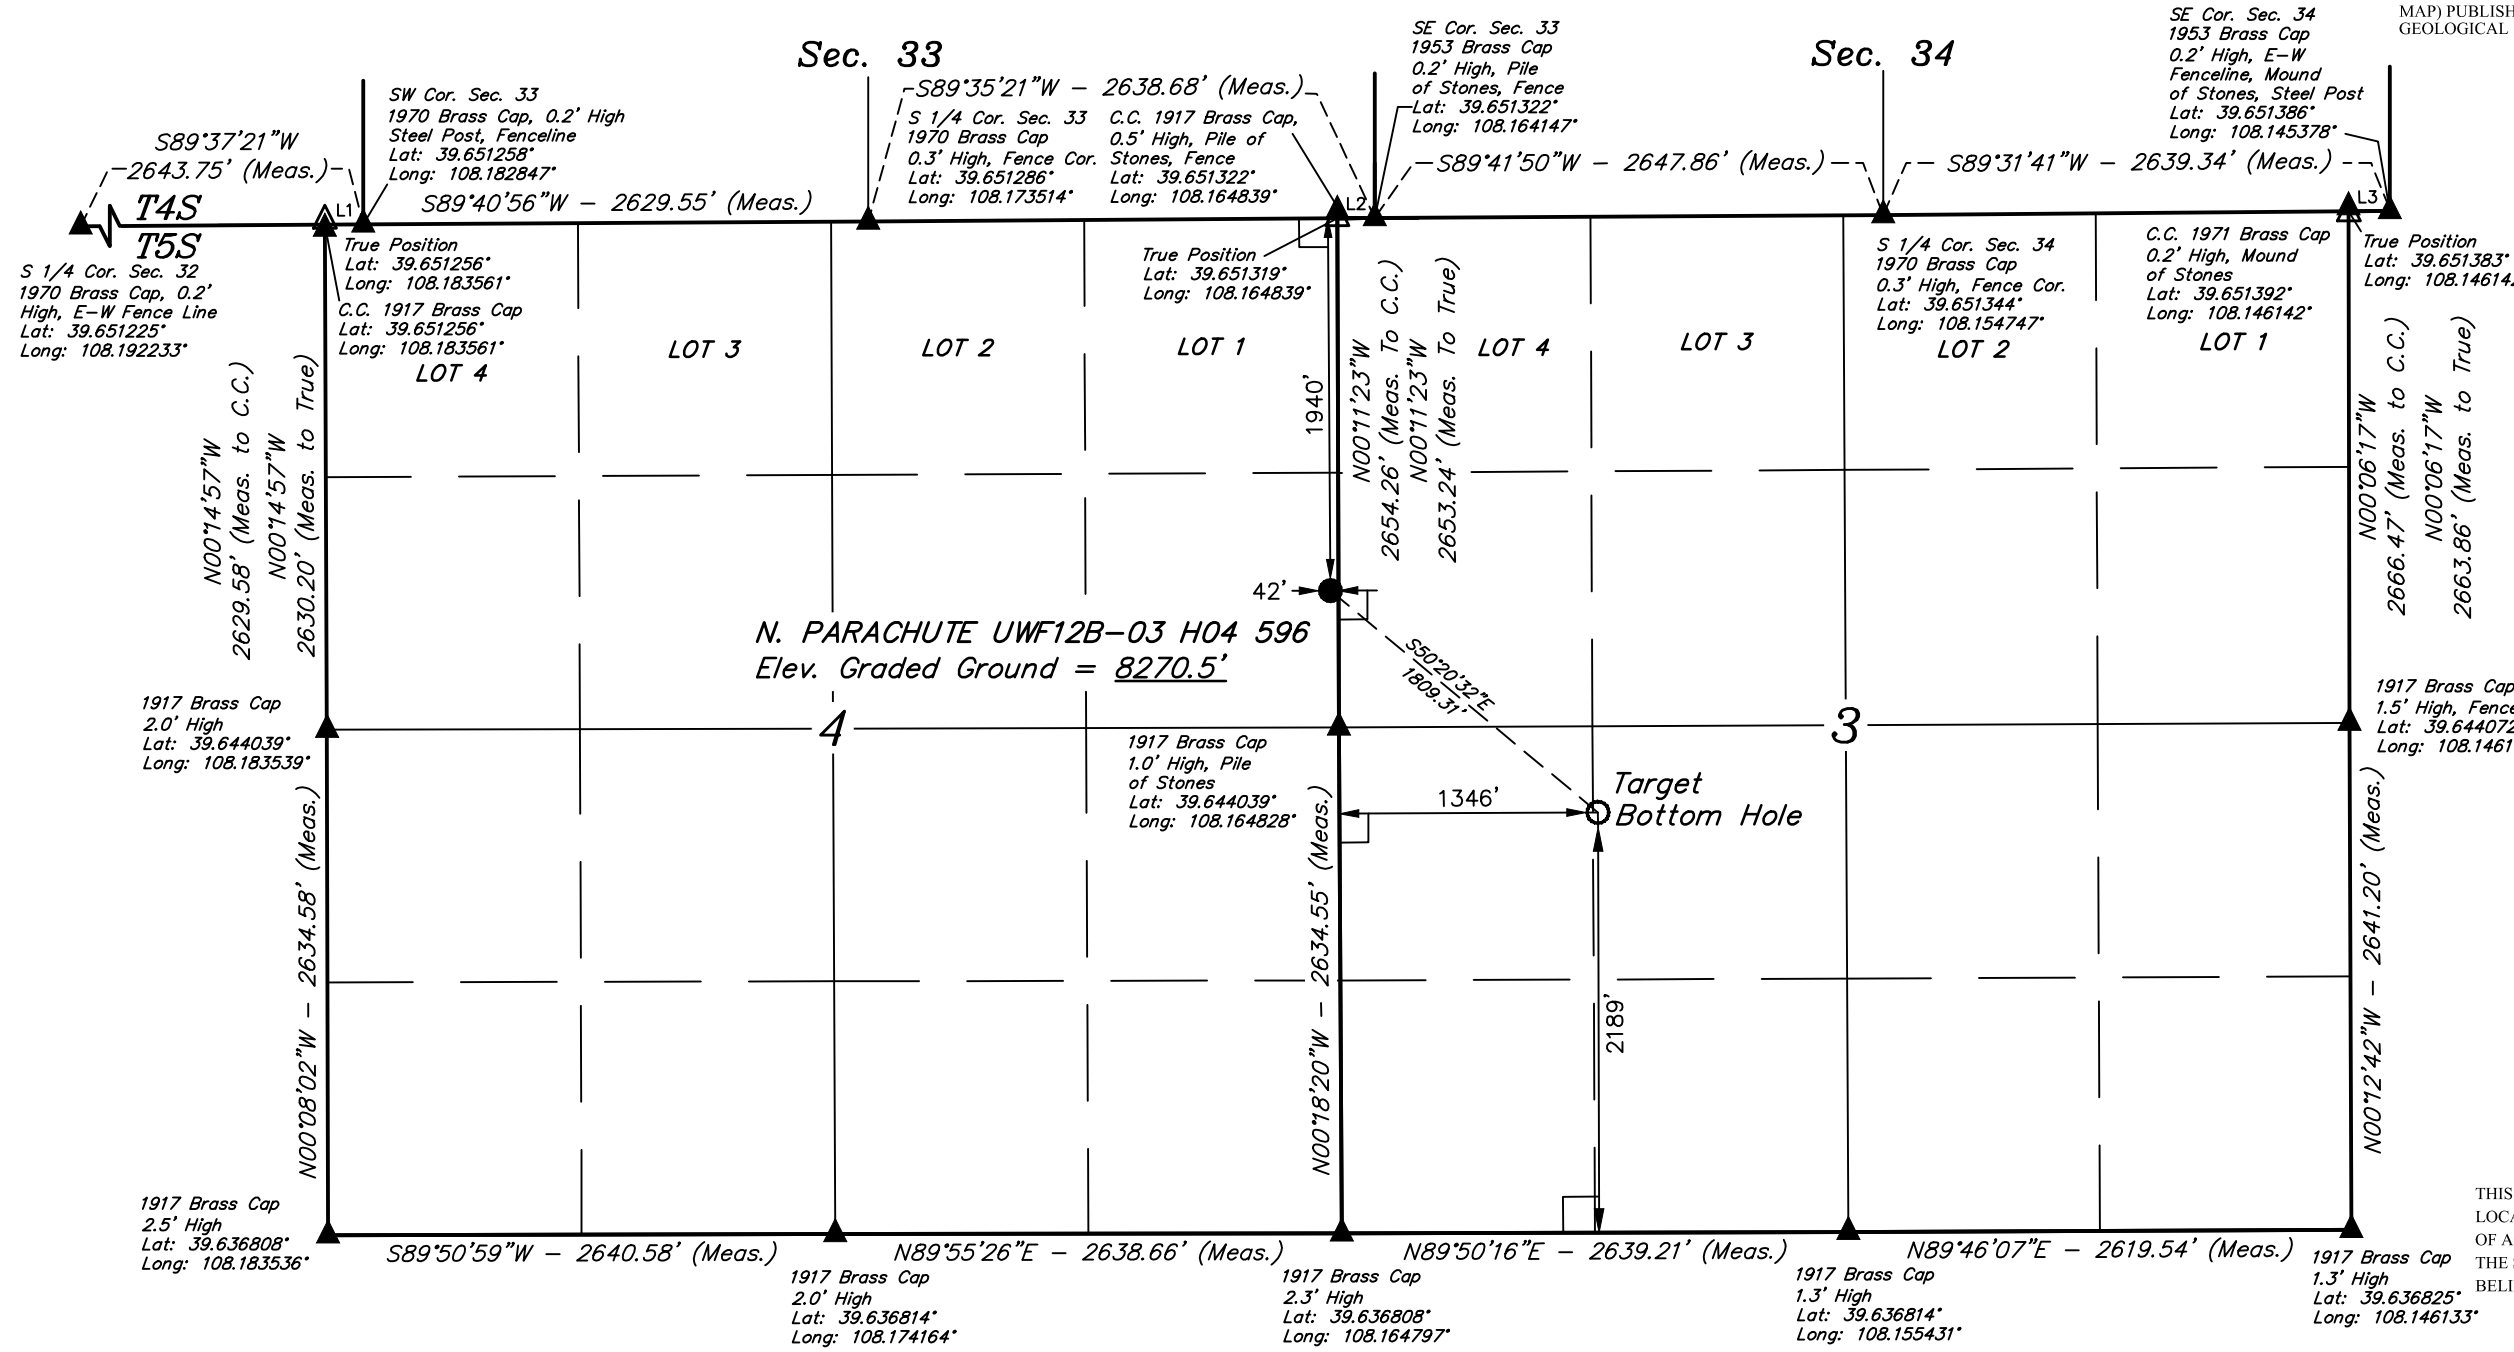 MAP) PUBLISH
GEOLOGICAL
Sec. 33
Sec. 34
S89°37'21"W
2643.75' (Meas.)
T4S
T5S
S 1/4 Cor. Sec. 32
1970 Brass Cap, 0.2'
High, E-W Fence Line
Lat: 39.651225°
Long: 108.192233°
SW Cor. Sec. 33
1970 Brass Cap, 0.2' High
Steel Post, Fenceline
Lat: 39.651258°
Long: 108.182847°
L1
S89°40'56"W - 2629.55' (Meas.)
S89°35'21"W - 2638.68' (Meas.)
S 1/4 Cor. Sec. 33
1970 Brass Cap
0.3' High, Fence Cor.
Lat: 39.651286°
Long: 108.173514°
C.C. 1917 Brass Cap,
0.5' High, Pile of
Stones, Fence
Lat: 39.651322°
Long: 108.164839°
L2
SE Cor. Sec. 33
1953 Brass Cap
0.2' High, Pile
of Stones, Fence
Lat: 39.651322°
Long: 108.164147°
S89°41'50"W - 2647.86' (Meas.)
S89°31'41"W - 2639.34' (Meas.)
SE Cor. Sec. 34
1953 Brass Cap
0.2' High, E-W
Fenceline, Mound
of Stones, Steel Post
Lat: 39.651386°
Long: 108.145378°
L3
True Position
Lat: 39.651256°
Long: 108.183561°
C.C. 1917 Brass Cap
Lat: 39.651256°
Long: 108.183561°
True Position
Lat: 39.651319°
Long: 108.164839°
S 1/4 Cor. Sec. 34
1970 Brass Cap
0.3' High, Fence Cor.
Lat: 39.651344°
Long: 108.154747°
C.C. 1971 Brass Cap
0.2' High, Mound
of Stones
Lat: 39.651392°
Long: 108.146142°
True Position
Lat: 39.651383°
Long: 108.14614
LOT 4
LOT 3
LOT 2
LOT 1
LOT 4
LOT 3
LOT 2
LOT 1
N00°14'57"W
2629.58' (Meas. to C.C.)
N00°14'57"W
2630.20' (Meas. to True)
1940'
N00°11'23"W
2654.26' (Meas. To C.C.)
N00°11'23"W
2653.24' (Meas. To True)
N00°06'17"W
2666.47' (Meas. to C.C.)
N00°06'17"W
2663.86' (Meas. to True)
42'
N. PARACHUTE UWF12B-03 H04 596
Elev. Graded Ground = 8270.5'
S50°20'32"E
1809.31'
1917 Brass Cap
2.0' High
Lat: 39.644039°
Long: 108.183539°
4
1917 Brass Cap
1.0' High, Pile
of Stones
Lat: 39.644039°
Long: 108.164828°
3
1917 Brass Cap
1.5' High, Fence
Lat: 39.644072
Long: 108.1461
Target
Bottom Hole
1346'
2189'
N00°08'02"W - 2634.58' (Meas.)
N00°18'20"W - 2634.55' (Meas.)
N00°12'42"W - 2641.20' (Meas.)
1917 Brass Cap
2.5' High
Lat: 39.636808°
Long: 108.183536°
S89°50'59"W - 2640.58' (Meas.)
N89°55'26"E - 2638.66' (Meas.)
N89°50'16"E - 2639.21' (Meas.)
N89°46'07"E - 2619.54' (Meas.)
1917 Brass Cap
2.0' High
Lat: 39.636814°
Long: 108.174164°
1917 Brass Cap
2.3' High
Lat: 39.636808°
Long: 108.164797°
1917 Brass Cap
1.3' High
Lat: 39.636814°
Long: 108.155431°
1917 Brass Cap
1.3' High
Lat: 39.636825°
Long: 108.146133°
THIS
LOCA
OF A
THE
BELI